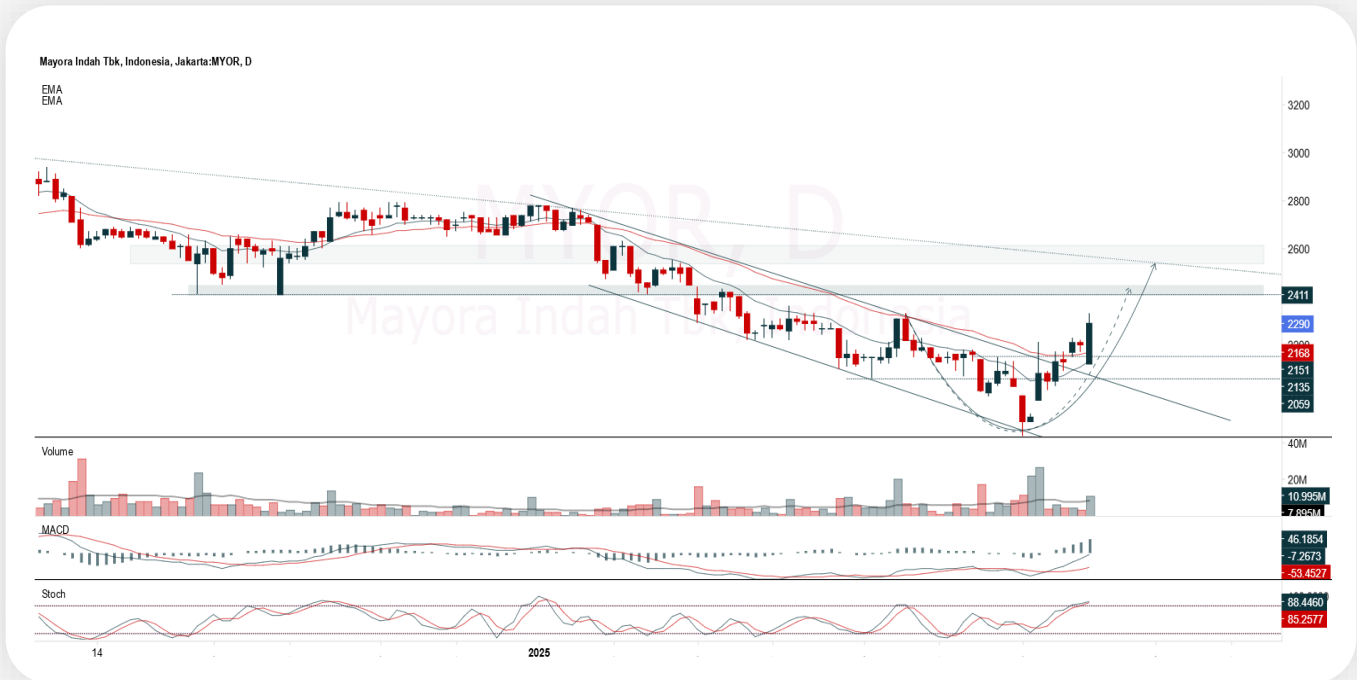 Mayora Indah Tbk, Indonesia, Jakarta:MYOR, D
EMA
EMA
MYOR, D
Mayora Indah Tbk, Indonesia
3200
3000
2800
2600
2411
2290
2168
2151
2135
2059
Volume
40M
20M
10.995M
7.895M
MACD
46.1854
-7.2673
-53.4527
Stoch
88.4460
85.2577
14
2025